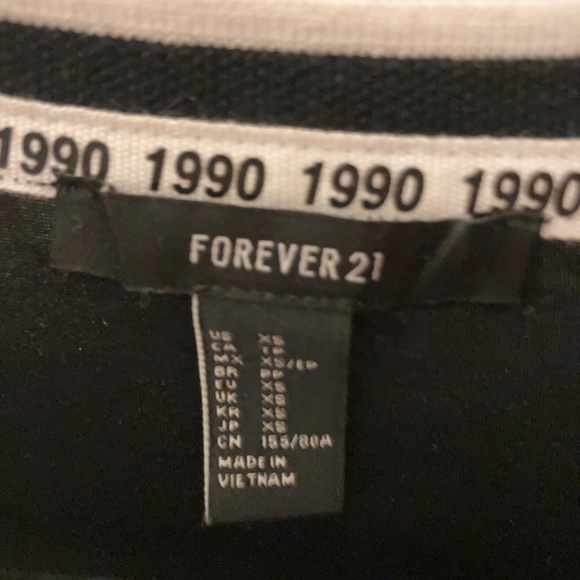 1990 1990 1990 1990
FOREVER 21
US XS
CA
MX XS/EP
BR PP
EU XS
UK XS
KR XS
JP XS
CN 155/80A
MADE IN
VIETNAM